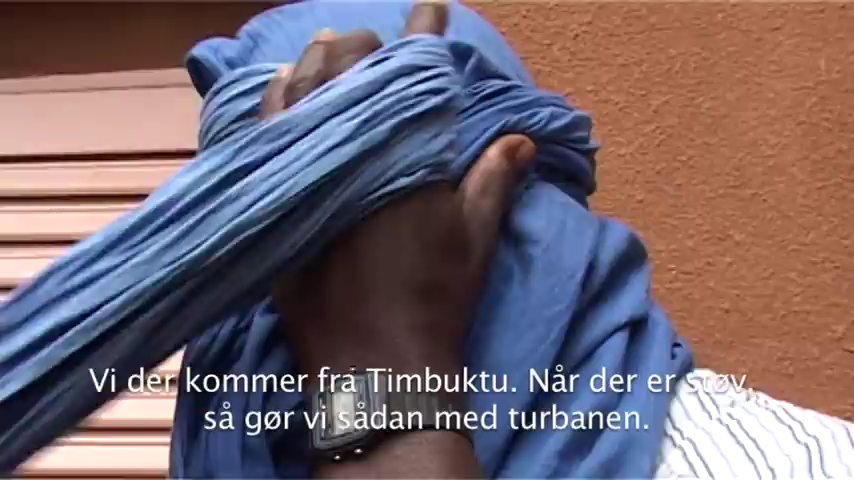 Vi der kommer fra Timbuktu. Når der er støv,
så gør vi sådan med turbanen.